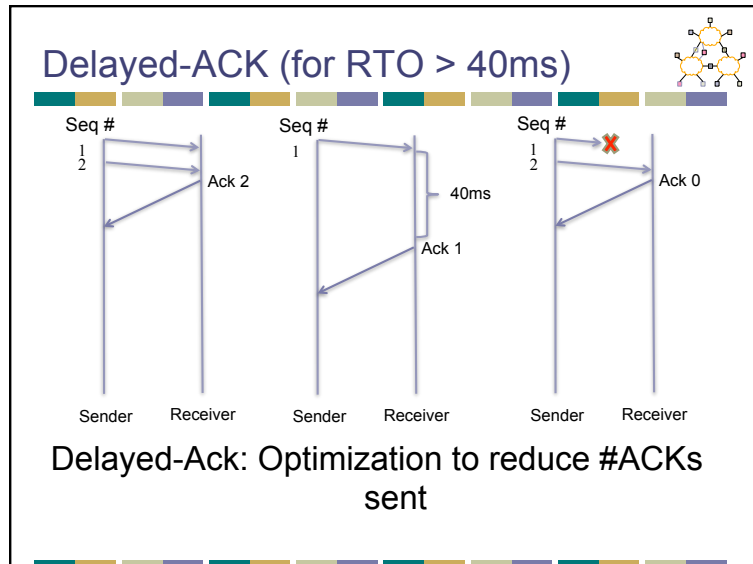 Delayed-ACK (for RTO > 40ms)
Seq #
1
2
Ack 2
Sender
Receiver
Seq #
1
40ms
Ack 1
Sender
Receiver
Seq #
1
2
Ack 0
Sender
Receiver
Delayed-Ack: Optimization to reduce #ACKs
sent